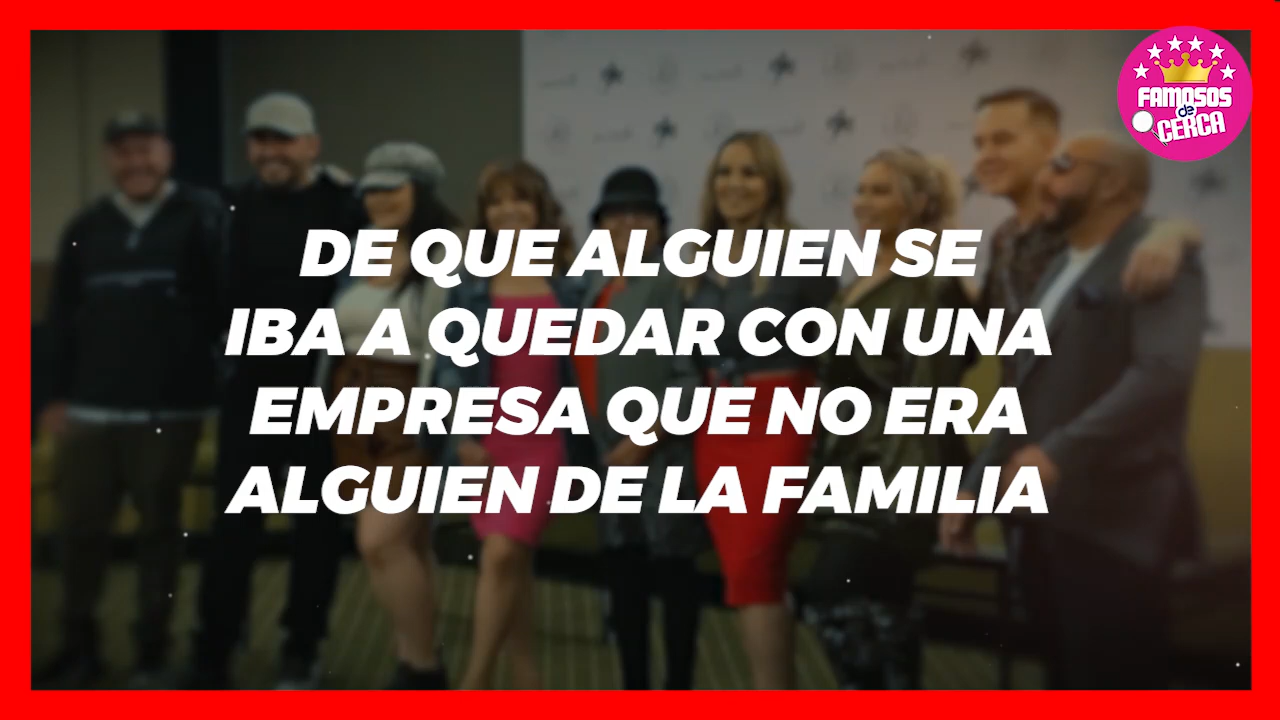 FAMOSOS
de
CERCA
DE QUE ALGUIEN SE
IBA A QUEDAR CON UNA
EMPRESA QUE NO ERA
ALGUIEN DE LA FAMILIA